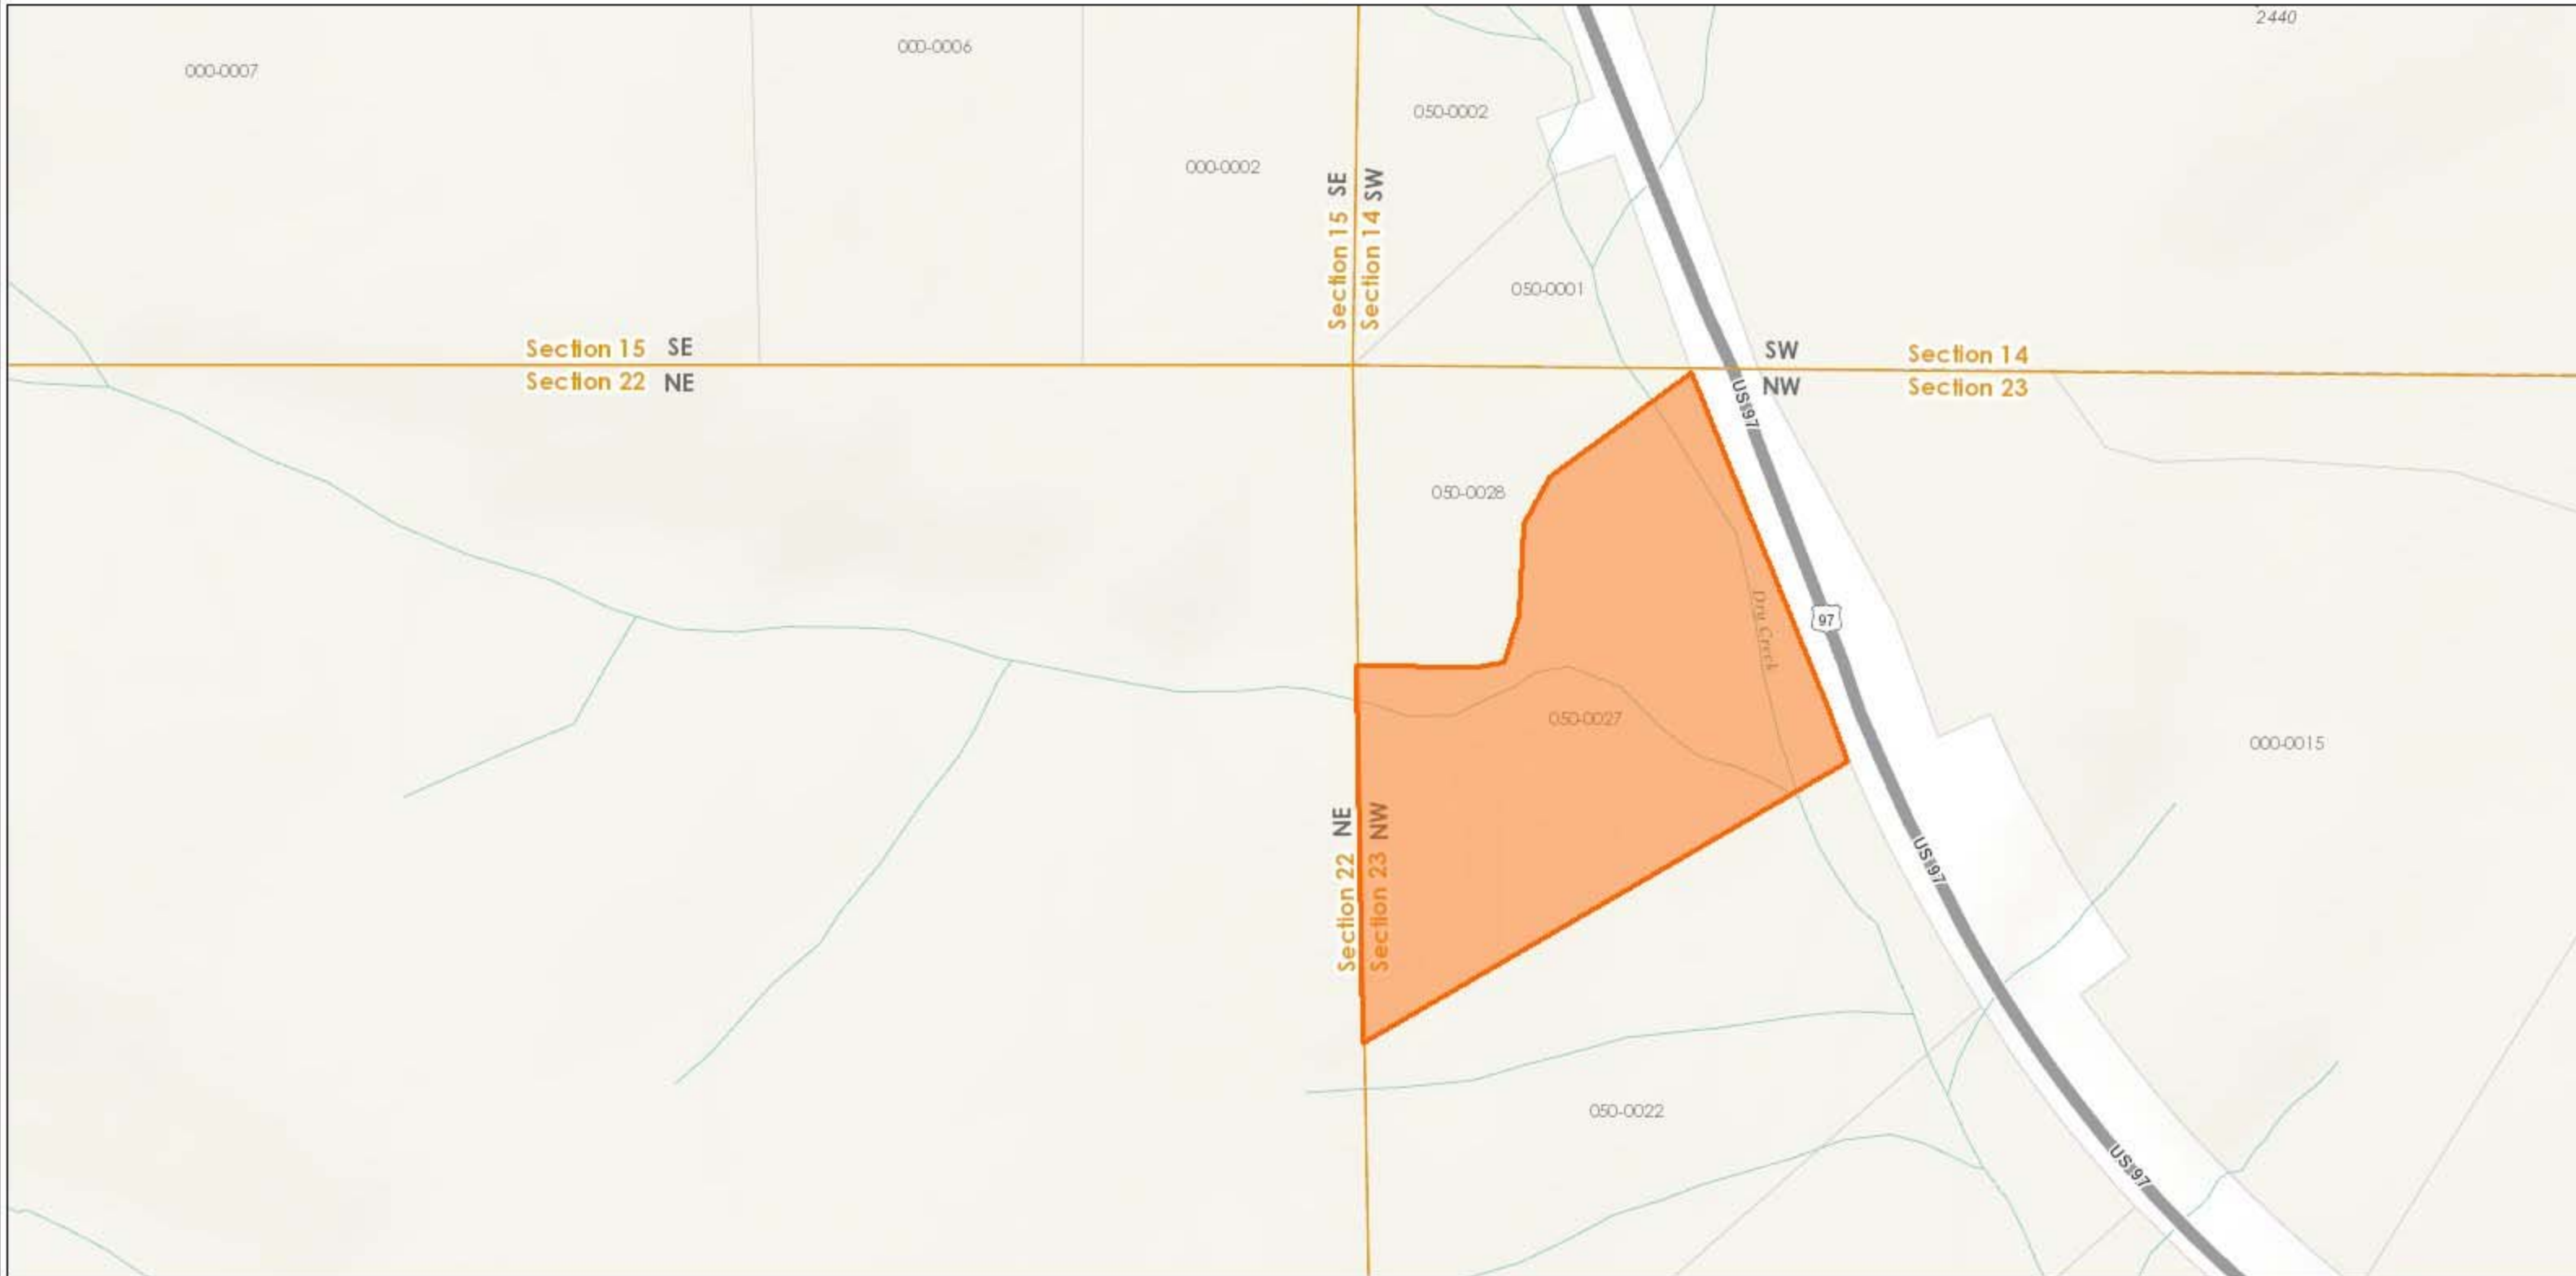 2440
000-0006
000-0007
050-0002
000-0002
Section 15 SE
Section 14 SW
050-0001
Section 15 SE
SW Section 14
Section 22 NE
NW Section 23
US 97
050-0028
97
Dry Creek
050-0027
000-0015
Section 22 NE
Section 23 NW
US 97
050-0022
US 97